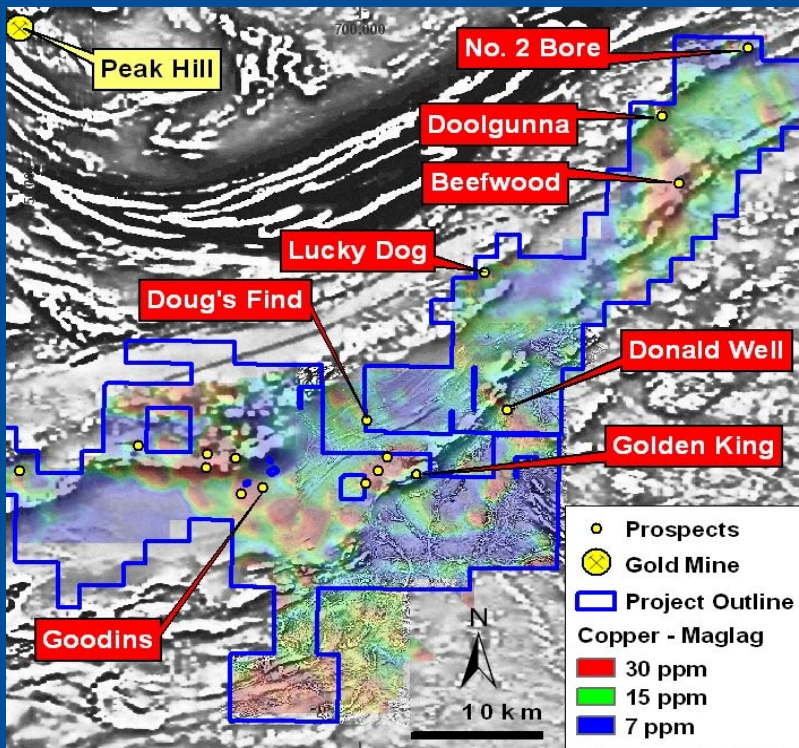 700,000
Peak Hill
No. 2 Bore
Doolgunna
Beefwood
Lucky Dog
Doug's Find
Donald Well
Golden King
Goodins
Prospects
Gold Mine
Project Outline
Copper - Maglag
30 ppm
15 ppm
7 ppm
N
10 km